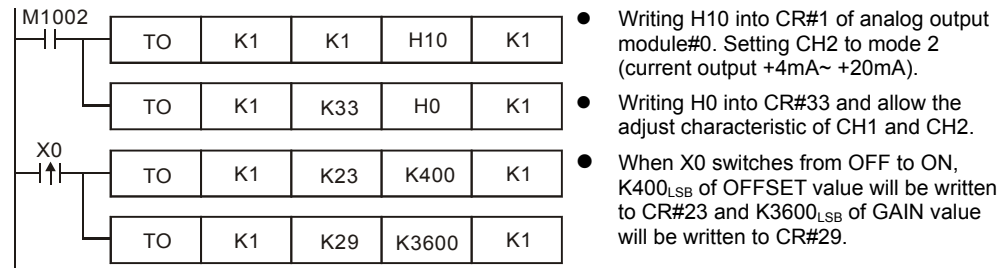 M1002
TO K1 K1 H10 K1
TO K1 K33 H0 K1
X0
TO K1 K23 K400 K1
TO K1 K29 K3600 K1
● Writing H10 into CR#1 of analog output
module#0. Setting CH2 to mode 2
(current output +4mA~ +20mA).
● Writing H0 into CR#33 and allow the
adjust characteristic of CH1 and CH2.
● When X0 switches from OFF to ON,
K400LSB of OFFSET value will be written
to CR#23 and K3600LSB of GAIN value
will be written to CR#29.